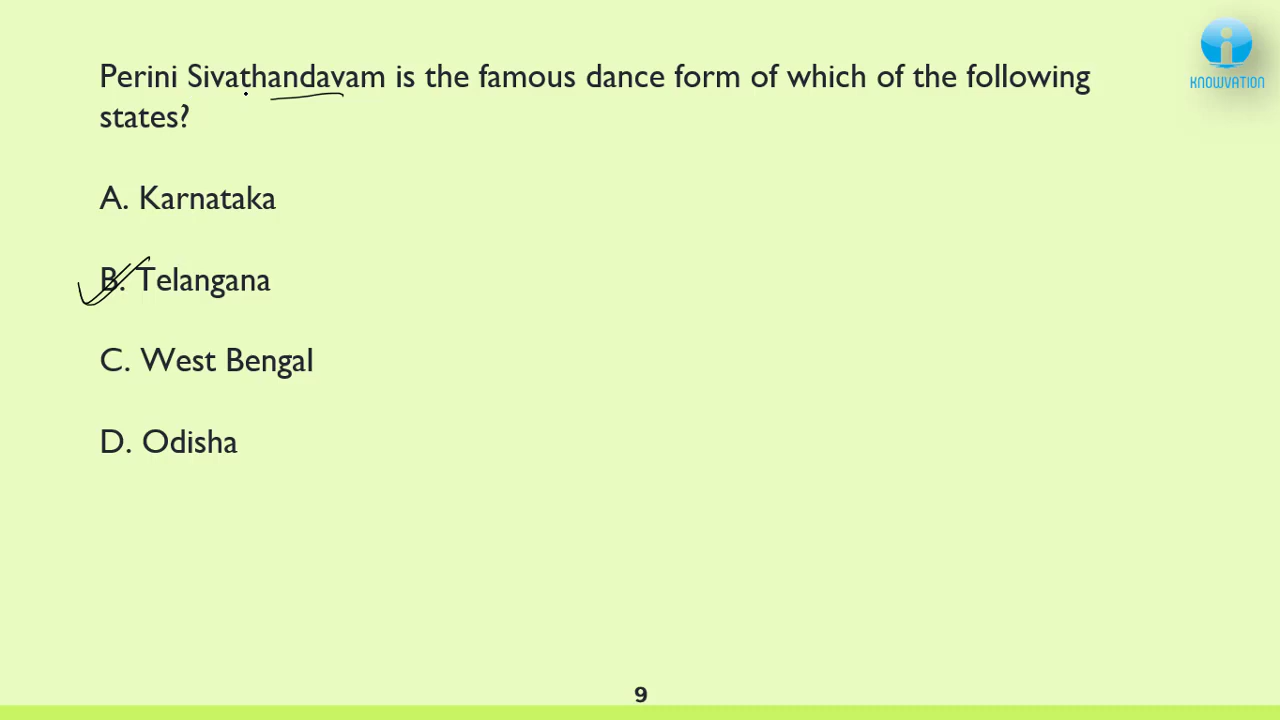 Perini Sivathandavam is the famous dance form of which of the following
states?
A. Karnataka
B. Telangana
C. West Bengal
D. Odisha
KNOWVATION
9